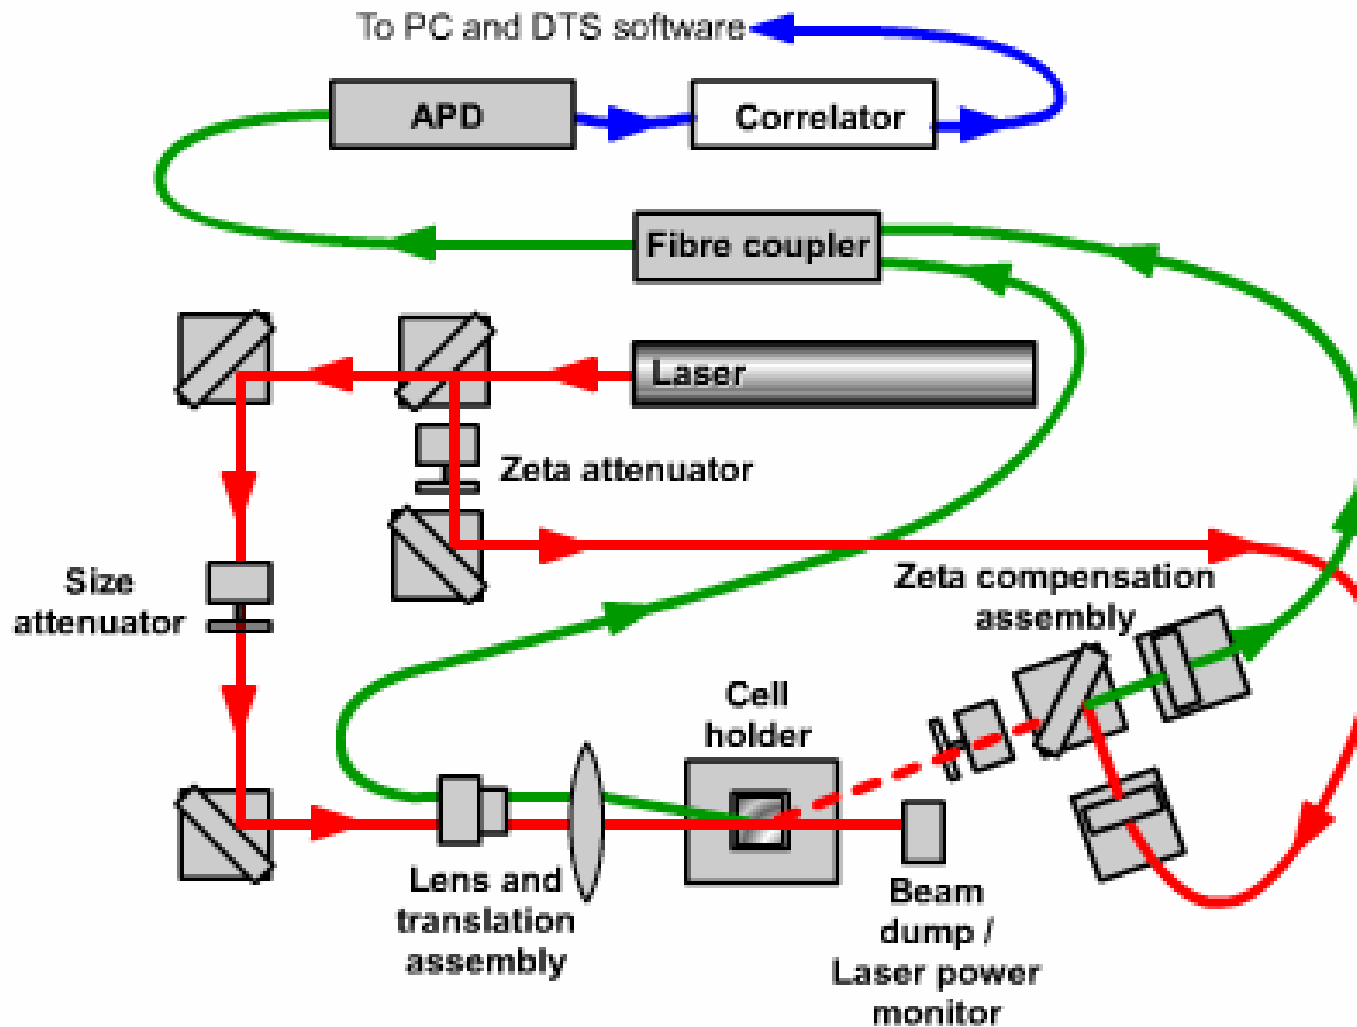 To PC and DTS software
APD
Correlator
Fibre coupler
Laser
Zeta attenuator
Size
attenuator
Zeta compensation
assembly
Cell
holder
Lens and
translation
assembly
Beam
dump /
Laser power
monitor